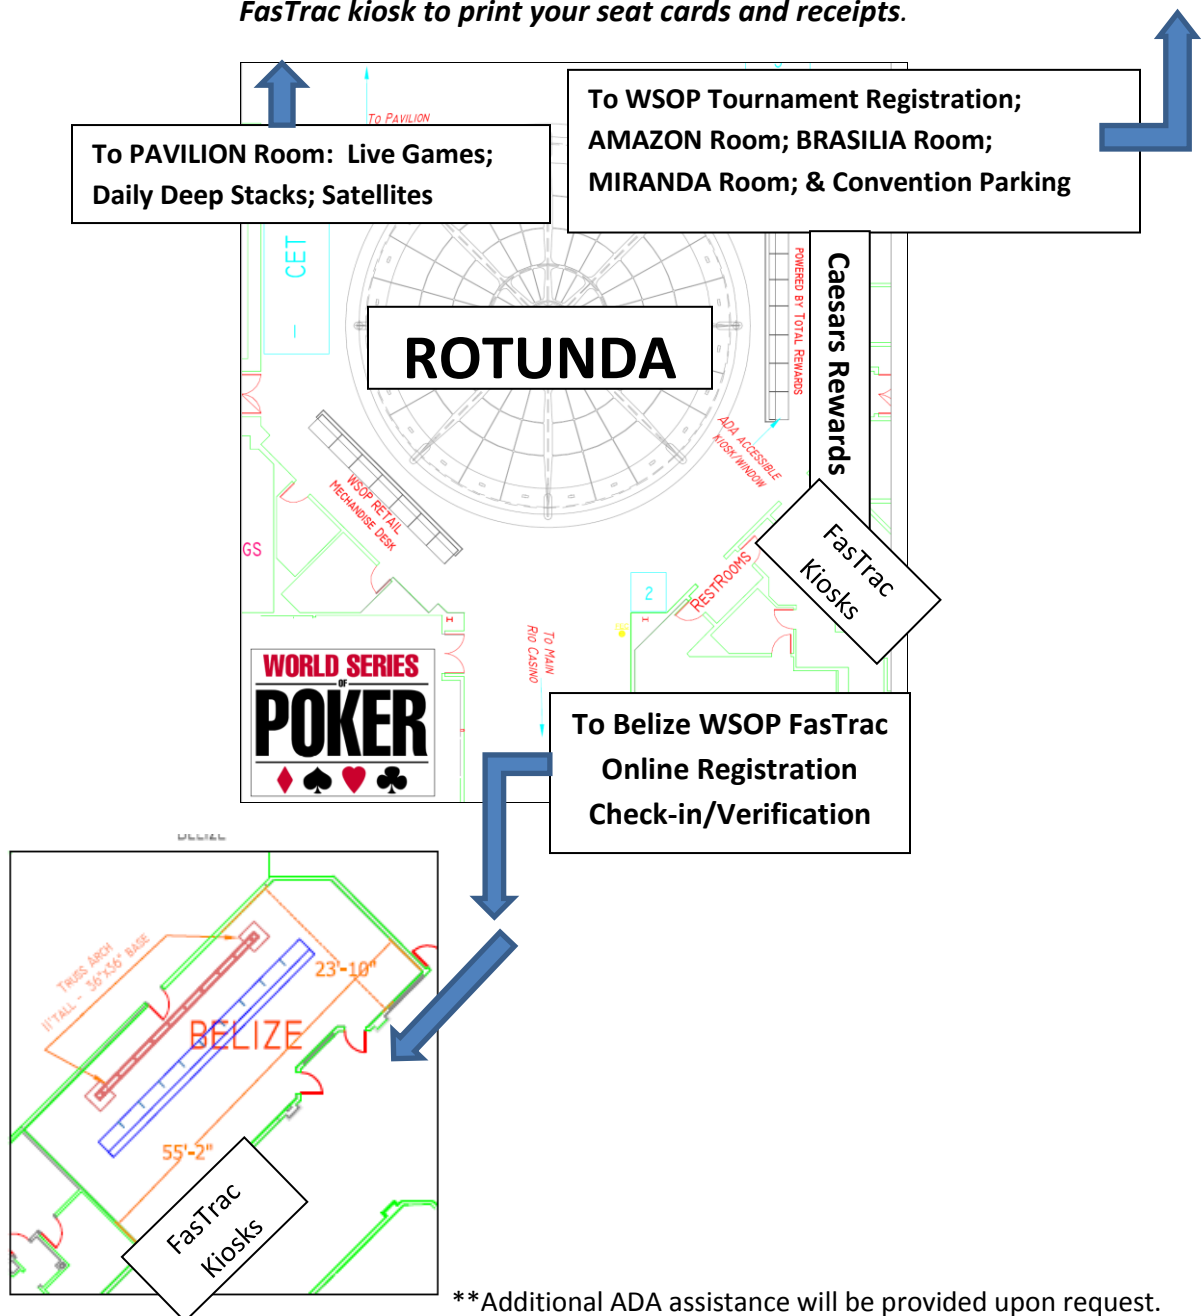 FasTrac kiosk to print your seat cards and receipts.
To Pavilion
To PAVILION Room: Live Games;
Daily Deep Stacks; Satellites
To WSOP Tournament Registration;
AMAZON Room; BRASILIA Room;
MIRANDA Room; & Convention Parking
- CET
ROTUNDA
POWERED BY TOTAL REWARDS
Caesars Rewards
ADA ACCESSIBLE
KIOSK/WINDOW
WSOP RETAIL
MECHANDISE DESK
GS
FasTrac
Kiosks
RESTROOMS
2
H
H
To Main
Rio Casino
WORLD SERIES
OF
POKER
To Belize WSOP FasTrac
Online Registration
Check-in/Verification
BELIZE
TRUSS ARCH
11'TALL - 36"x36" BASE
23'-10"
BELIZE
55'-2"
FasTrac
Kiosks
**Additional ADA assistance will be provided upon request.